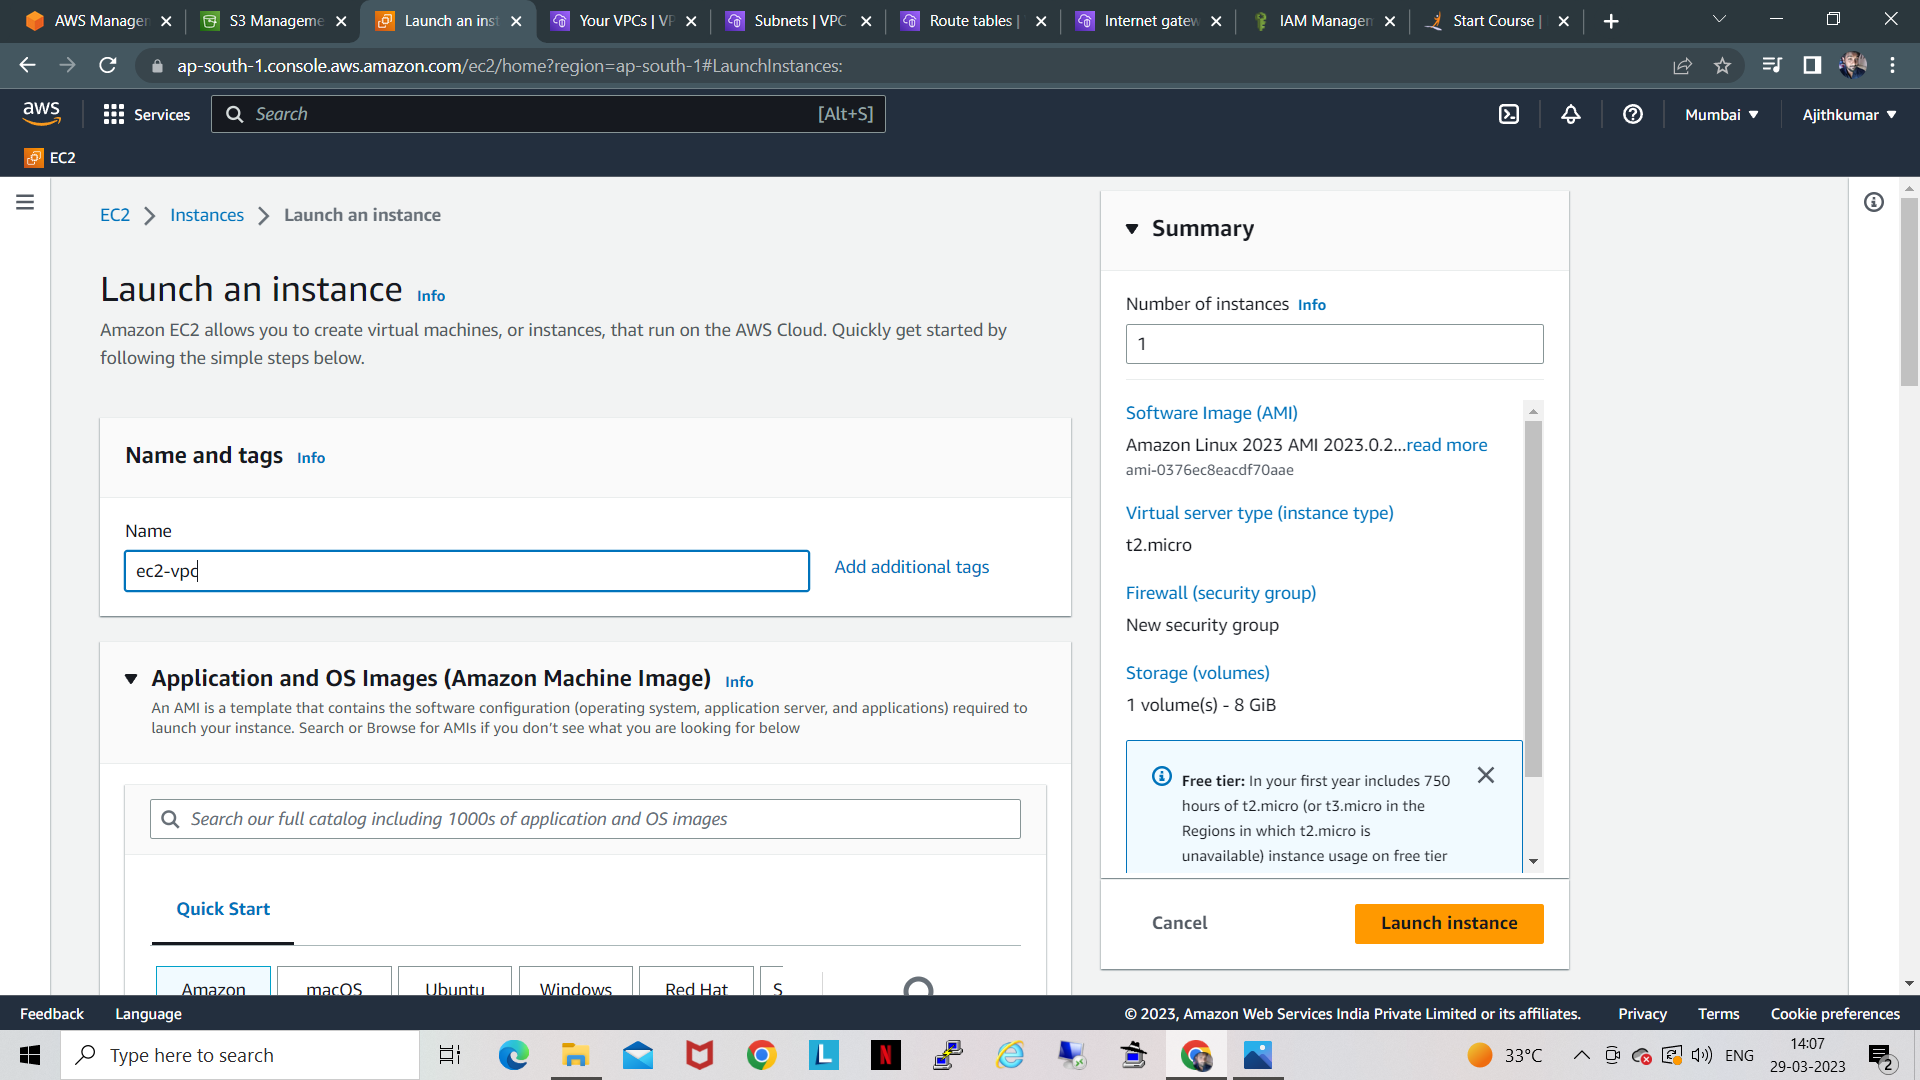 AWS Manager
S3 Manageme
Launch an inst
Your VPCs | VP
Subnets | VPC
Route tables |
Internet gatew
IAM Managem
Start Course |
ap-south-1.console.aws.amazon.com/ec2/home?region=ap-south-1#LaunchInstances:
aws
Services
Search
[Alt+S]
Mumbai
Ajithkumar
EC2
EC2
Instances
Launch an instance
Launch an instance Info
Amazon EC2 allows you to create virtual machines, or instances, that run on the AWS Cloud. Quickly get started by
following the simple steps below.
Name and tags Info
Name
ec2-vpc
Add additional tags
Application and OS Images (Amazon Machine Image) Info
An AMI is a template that contains the software configuration (operating system, application server, and applications) required to
launch your instance. Search or Browse for AMIs if you don't see what you are looking for below
Search our full catalog including 1000s of application and OS images
Quick Start
Amazon
macOS
Ubuntu
Windows
Red Hat
S
Summary
Number of instances Info
1
Software Image (AMI)
Amazon Linux 2023 AMI 2023.0.2...read more
ami-0376ec8eacdf70aae
Virtual server type (instance type)
t2.micro
Firewall (security group)
New security group
Storage (volumes)
1 volume(s) - 8 GiB
Free tier: In your first year includes 750
hours of t2.micro (or t3.micro in the
Regions in which t2.micro is
unavailable) instance usage on free tier
Cancel
Launch instance
Feedback
Language
© 2023, Amazon Web Services India Private Limited or its affiliates.
Privacy
Terms
Cookie preferences
Type here to search
L
N
33°C
ENG
14:07
29-03-2023
2